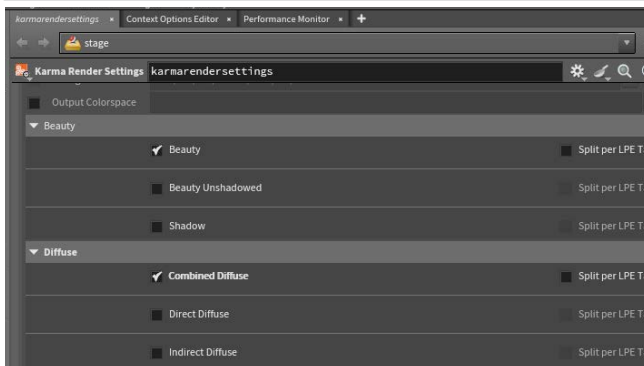 karmarendersettings × Context Options Editor × Performance Monitor × +
stage
Karma Render Settings karmarendersettings
Output Colorspace
Beauty
Beauty Split per LPE T
Beauty Unshadowed Split per LPE T
Shadow Split per LPE T
Diffuse
Combined Diffuse Split per LPE T
Direct Diffuse Split per LPE T
Indirect Diffuse Split per LPE T